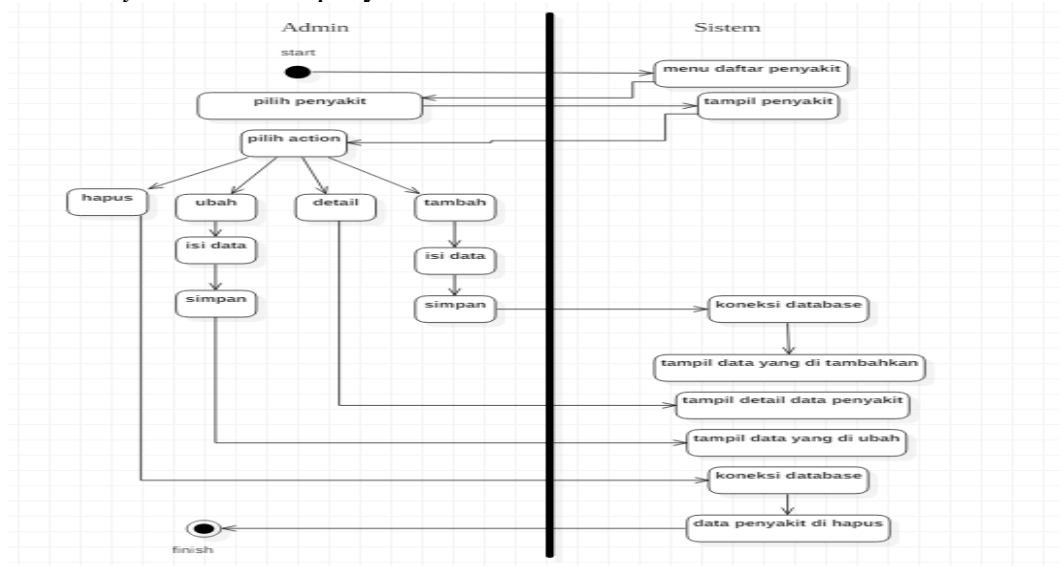 Admin
Sistem
start
menu daftar penyakit
pilih penyakit
tampil penyakit
pilih action
hapus
ubah
detail
tambah
isi data
isi data
simpan
simpan
koneksi database
tampil data yang di tambahkan
tampil detail data penyakit
tampil data yang di ubah
koneksi database
data penyakit di hapus
finish